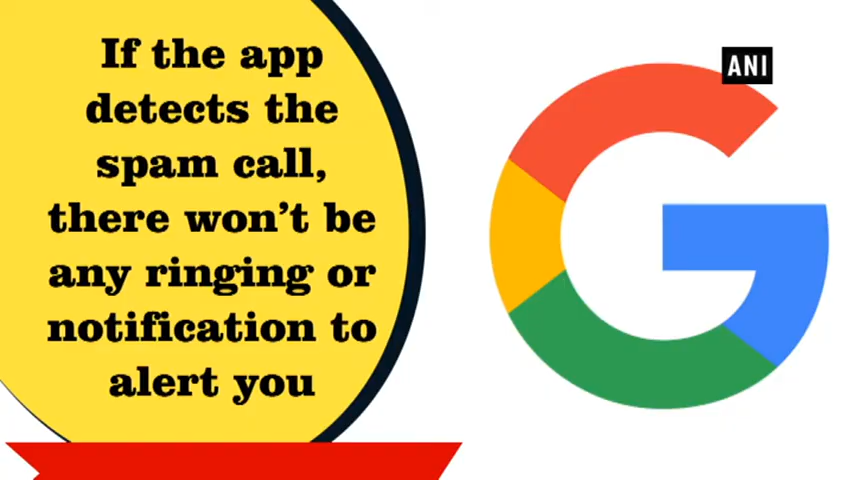 If the app
detects the
spam call,
there won't be
any ringing or
notification to
alert you
ANI